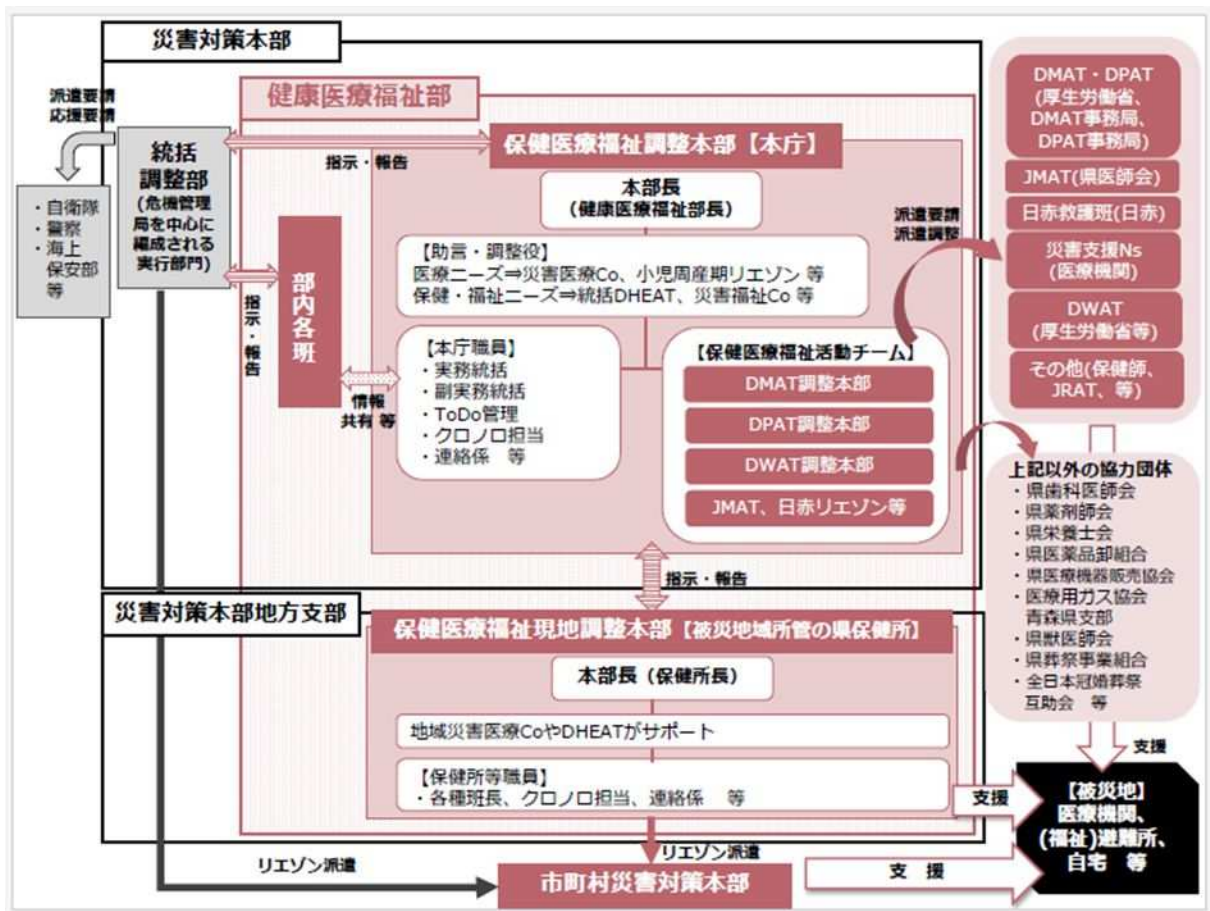 災害対策本部
健康医療福祉部
派遣要請
応援要請
統括
調整部
(危機管理
局を中心に
編成される
実行部門)
・自衛隊
・警察
・海上
保安部
等
指示・報告
指示・報告
部内各班
情報
共有 等
保健医療福祉調整本部【本庁】
本部長
(健康医療福祉部長)
【助言・調整役】
医療ニーズ⇒災害医療Co、小児周産期リエゾン 等
保健・福祉ニーズ⇒統括DHEAT、災害福祉Co 等
【本庁職員】
・実務統括
・副実務統括
・ToDo管理
・クロノロ担当
・連絡係 等
【保健医療福祉活動チーム】
DMAT調整本部
DPAT調整本部
DWAT調整本部
JMAT、日赤リエゾン等
派遣要請
派遣調整
DMAT・DPAT
(厚生労働省、
DMAT事務局、
DPAT事務局)
JMAT(県医師会)
日赤救護班(日赤)
災害支援Ns
(医療機関)
DWAT
(厚生労働省等)
その他(保健師、
JRAT、等)
上記以外の協力団体
・県歯科医師会
・県薬剤師会
・県栄養士会
・県医薬品卸組合
・県医療機器販売協会
・医療用ガス協会
青森県支部
・県獣医師会
・県葬祭事業組合
・全日本冠婚葬祭
互助会 等
指示・報告
災害対策本部地方支部
保健医療福祉現地調整本部【被災地域所管の県保健所】
本部長(保健所長)
地域災害医療CoやDHEATがサポート
【保健所等職員】
・各種班長、クロノロ担当、連絡係 等
支援
支援
【被災地】
医療機関、
(福祉)避難所、
自宅 等
リエゾン派遣
リエゾン派遣
市町村災害対策本部
支 援